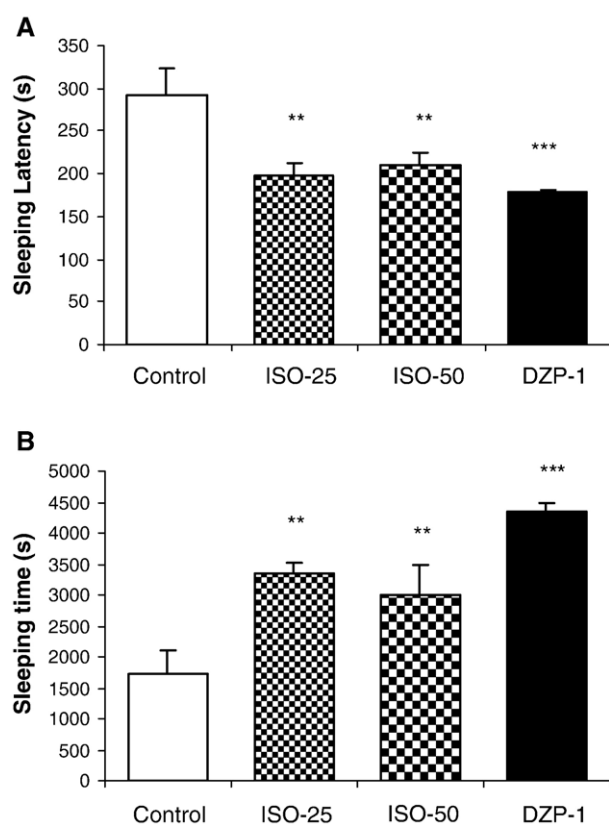 A
Sleeping Latency (s)
350
300
250
200
150
100
50
0
**
**
***
Control
ISO-25
ISO-50
DZP-1
B
Sleeping time (s)
5000
4500
4000
3500
3000
2500
2000
1500
1000
500
0
**
**
***
Control
ISO-25
ISO-50
DZP-1